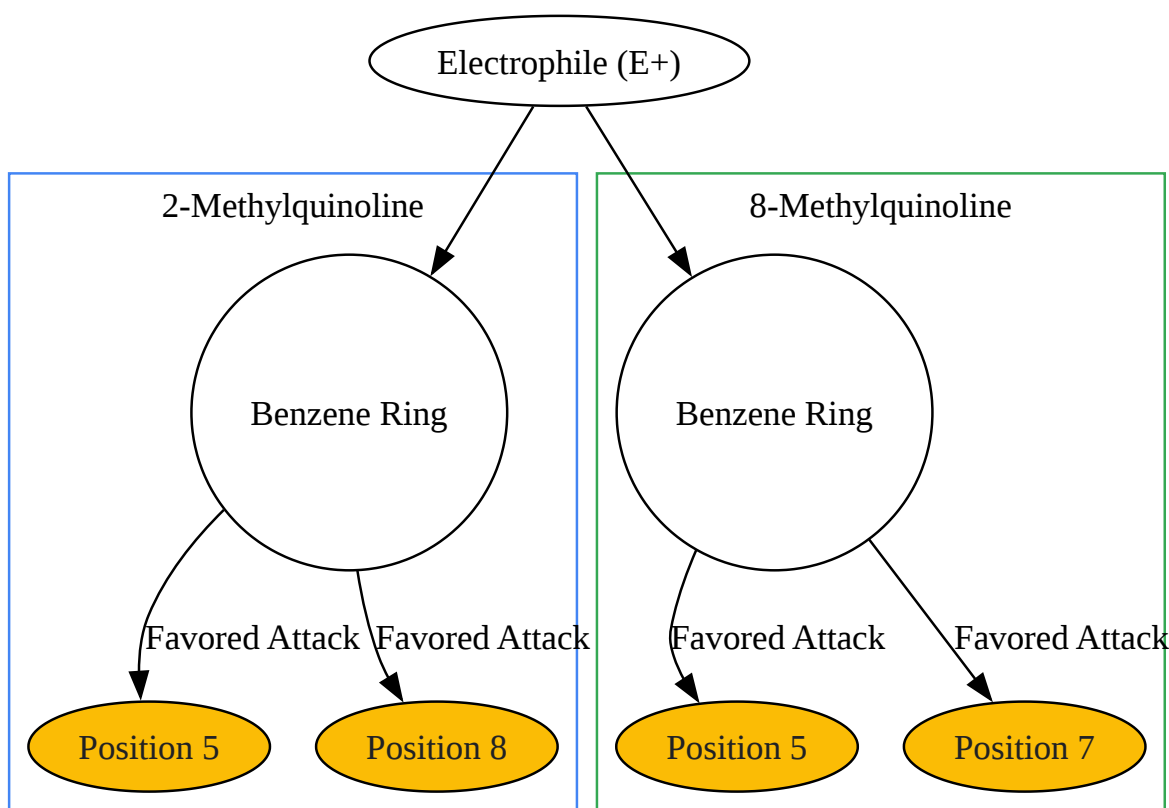 Electrophile (E+)
2-Methylquinoline
8-Methylquinoline
Benzene Ring
Benzene Ring
Favored Attack
Favored Attack
Favored Attack
Favored Attack
Position 5
Position 8
Position 5
Position 7